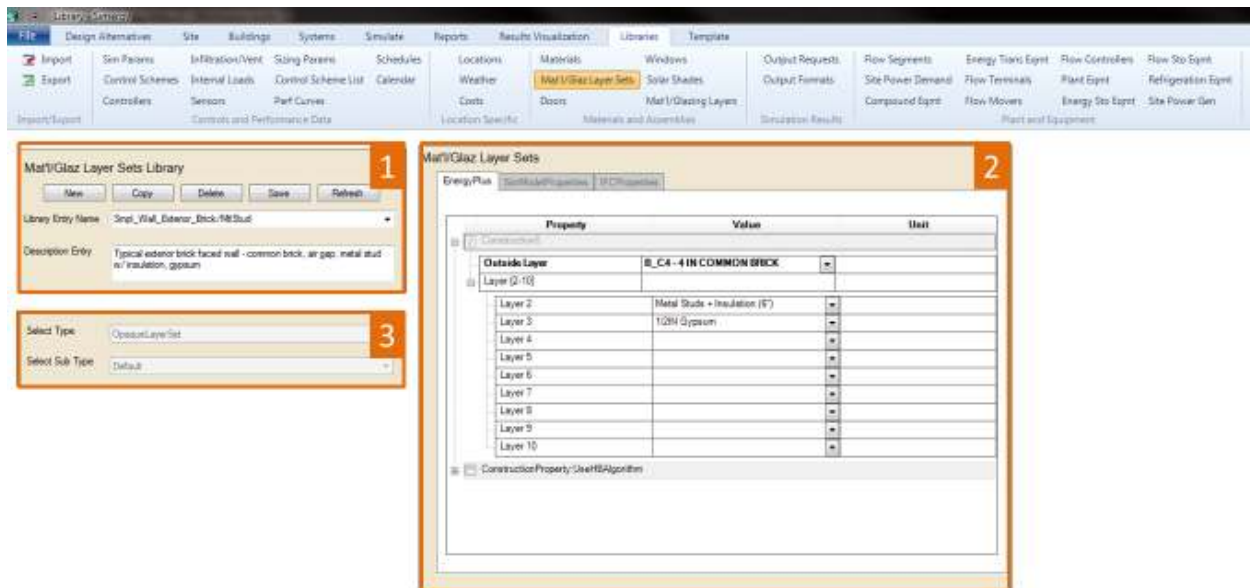 Library - Simergy
File Design Alternatives Site Buildings Systems Simulate Reports Results Visualization Libraries Template
Import Sim Params Infiltration/Vent Sizing Params Schedules Locations Materials Windows Output Requests Flow Segments Energy Trans Eqmt Flow Controllers Flow Sto Eqmt
Export Control Schemes Internal Loads Control Scheme List Calendar Weather Mat'l/Glaz Layer Sets Solar Shades Output Formats Site Power Demand Flow Terminals Plant Eqmt Refrigeration Eqmt
Controllers Sensors Perf Curves Costs Doors Mat'l/Glazing Layers Compound Eqmt Flow Movers Energy Sto Eqmt Site Power Gen
Import/Export Controls and Performance Data Location Specific Materials and Assemblies Simulation Results Plant and Equipment
Mat'l/Glaz Layer Sets Library
1
New Copy Delete Save Refresh
Library Entry Name Smpl_Wall_Exterior_Brick/MtlStud
Description Entry Typical exterior brick faced wall - common brick, air gap, metal stud
w/ insulation, gypsum
Select Type OpaqueLayerSet
3
Select Sub Type Default
Mat'l/Glaz Layer Sets
2
EnergyPlus SimModelProperties IFCProperties
Property Value Unit
Outside Layer B_C4 - 4 IN COMMON BRICK
Layer [2-10]
Layer 2 Metal Studs + Insulation (6")
Layer 3 1/2IN Gypsum
Layer 4
Layer 5
Layer 6
Layer 7
Layer 8
Layer 9
Layer 10
ConstructionProperty:UseHBAlgorithm